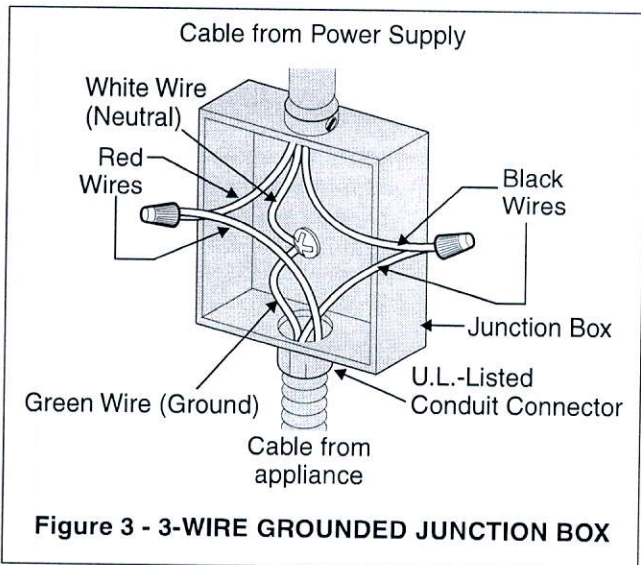 Cable from Power Supply
White Wire
(Neutral)
Red
Wires
Black
Wires
Junction Box
U.L.-Listed
Conduit Connector
Green Wire (Ground)
Cable from
appliance
Figure 3 - 3-WIRE GROUNDED JUNCTION BOX